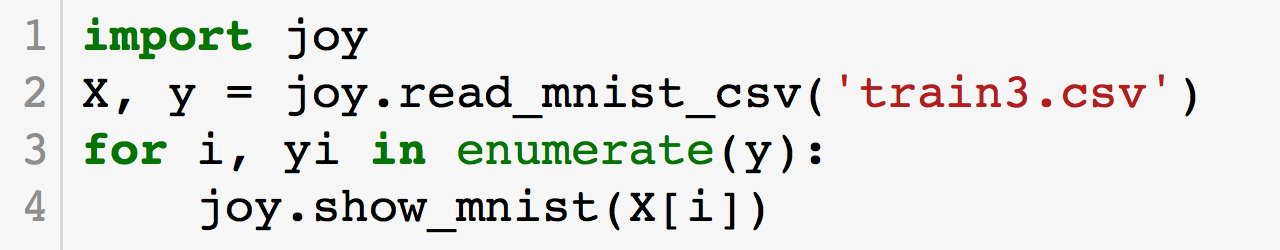 1 import joy
2 X, y = joy.read_mnist_csv('train3.csv')
3 for i, yi in enumerate(y):
4     joy.show_mnist(X[i])